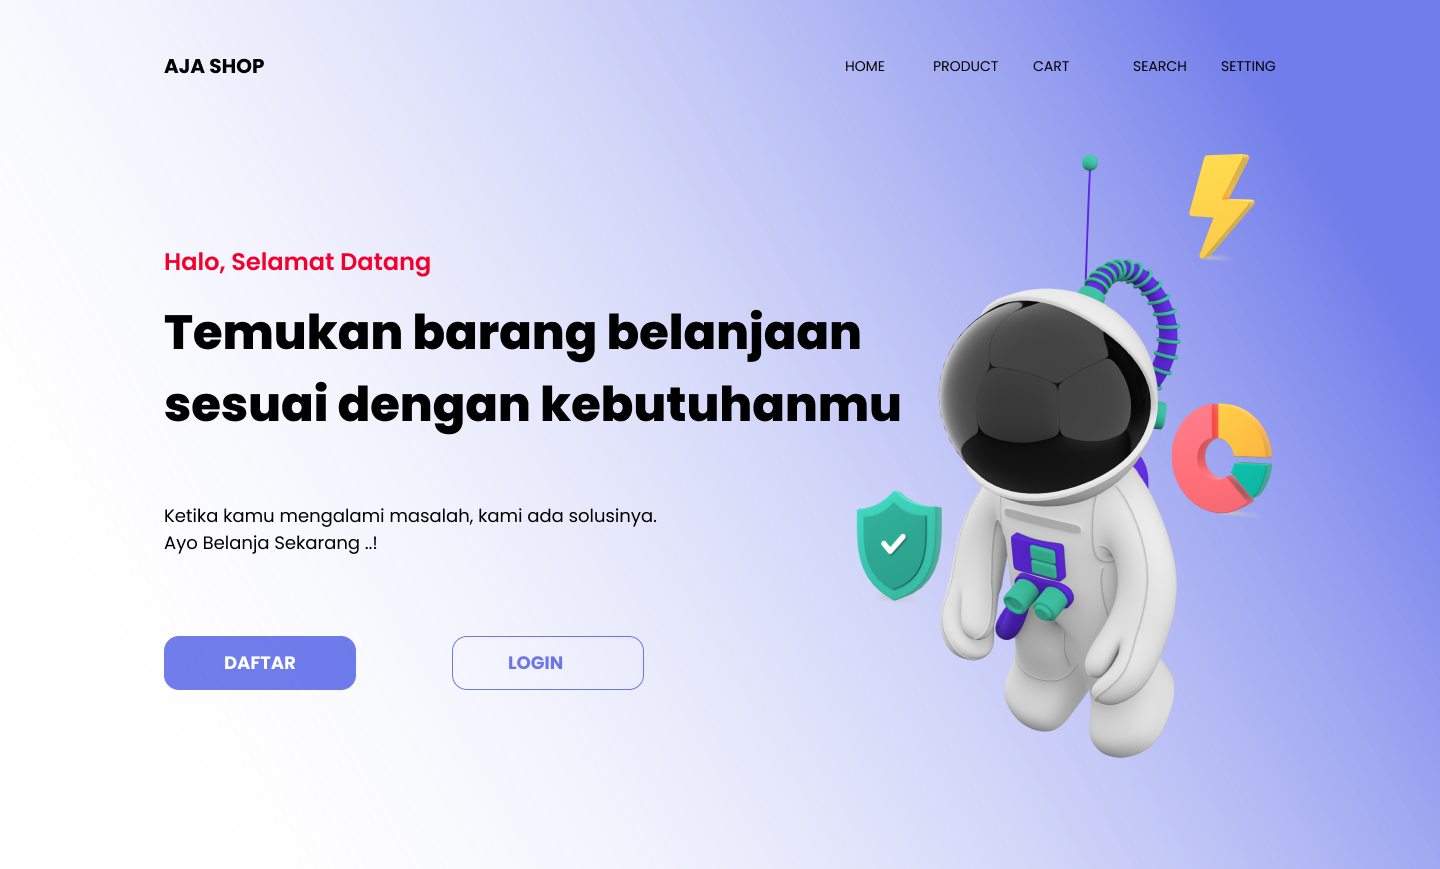 AJA SHOP
HOME PRODUCT CART SEARCH SETTING
Halo, Selamat Datang
Temukan barang belanjaan
sesuai dengan kebutuhanmu
Ketika kamu mengalami masalah, kami ada solusinya.
Ayo Belanja Sekarang ..!
DAFTAR
LOGIN